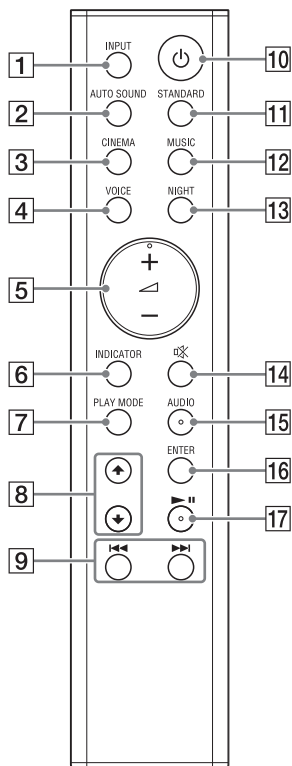 INPUT
1
10
AUTO SOUND STANDARD
2
11
CINEMA MUSIC
3
12
VOICE NIGHT
4
13
+
5
−
INDICATOR
6
14
PLAY MODE AUDIO
7
15
ENTER
8
16
17
9